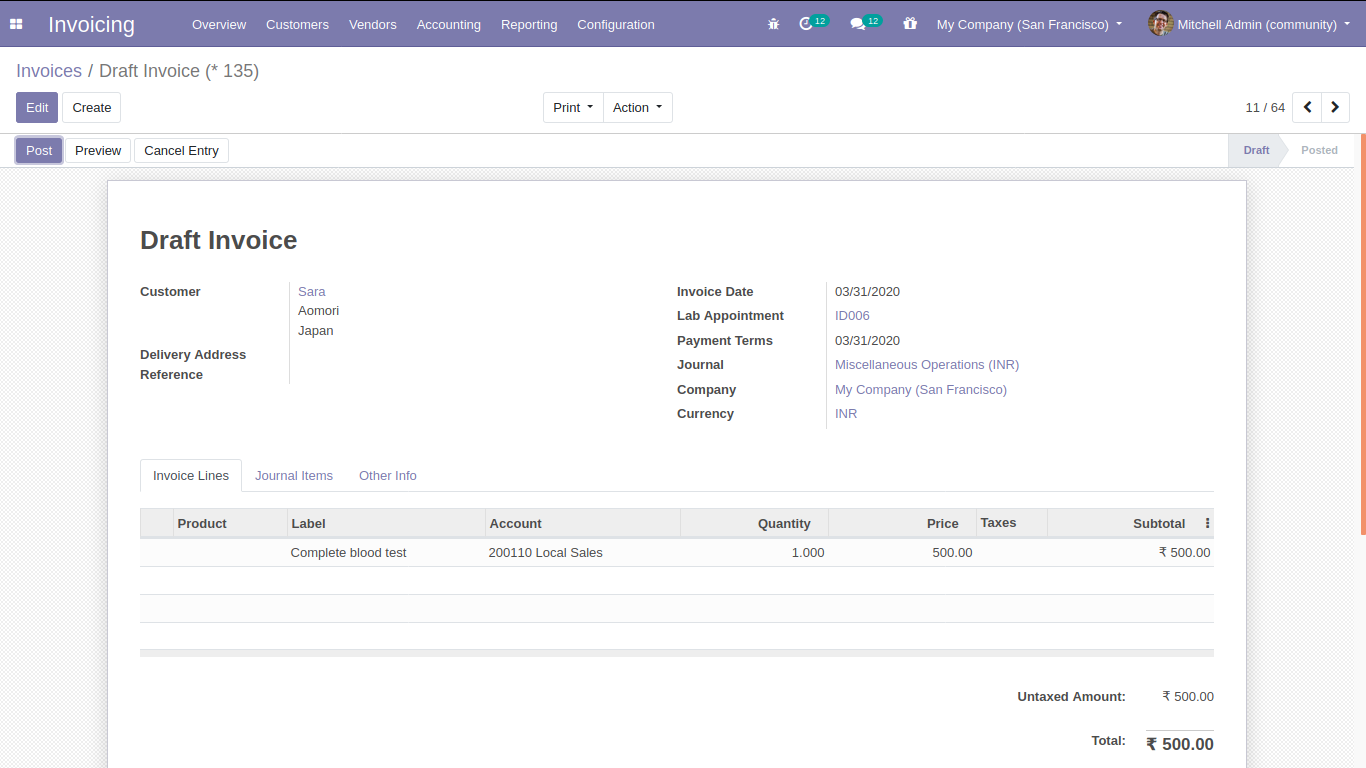 Invoicing Overview Customers Vendors Accounting Reporting Configuration 12 12 My Company (San Francisco) Mitchell Admin (community)
Invoices / Draft Invoice (* 135)
Edit Create Print Action 11 / 64
Post Preview Cancel Entry Draft Posted
Draft Invoice
Customer Sara Invoice Date 03/31/2020
Aomori Lab Appointment ID006
Japan Payment Terms 03/31/2020
Delivery Address Journal Miscellaneous Operations (INR)
Reference Company My Company (San Francisco)
Currency INR
Invoice Lines Journal Items Other Info
Product Label Account Quantity Price Taxes Subtotal
Complete blood test 200110 Local Sales 1.000 500.00 ₹ 500.00
Untaxed Amount: ₹ 500.00
Total: ₹ 500.00